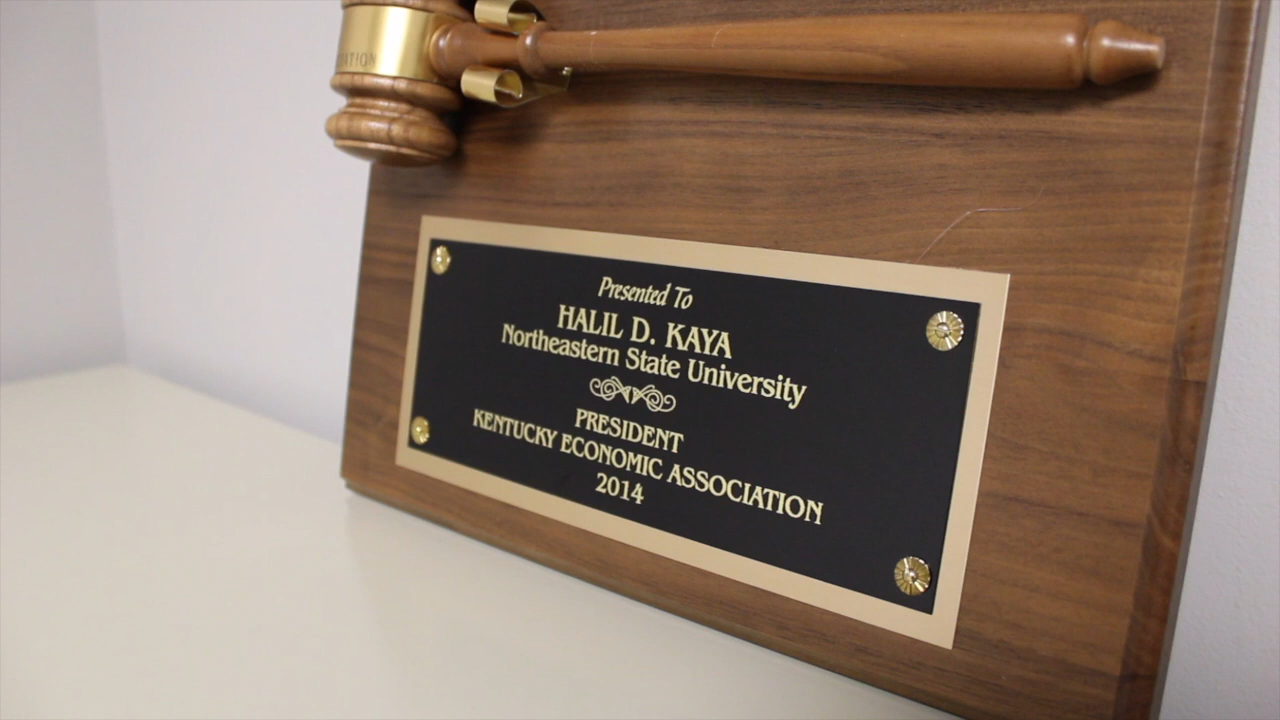 Presented To
HALIL D. KAYA
Northeastern State University
PRESIDENT
KENTUCKY ECONOMIC ASSOCIATION
2014